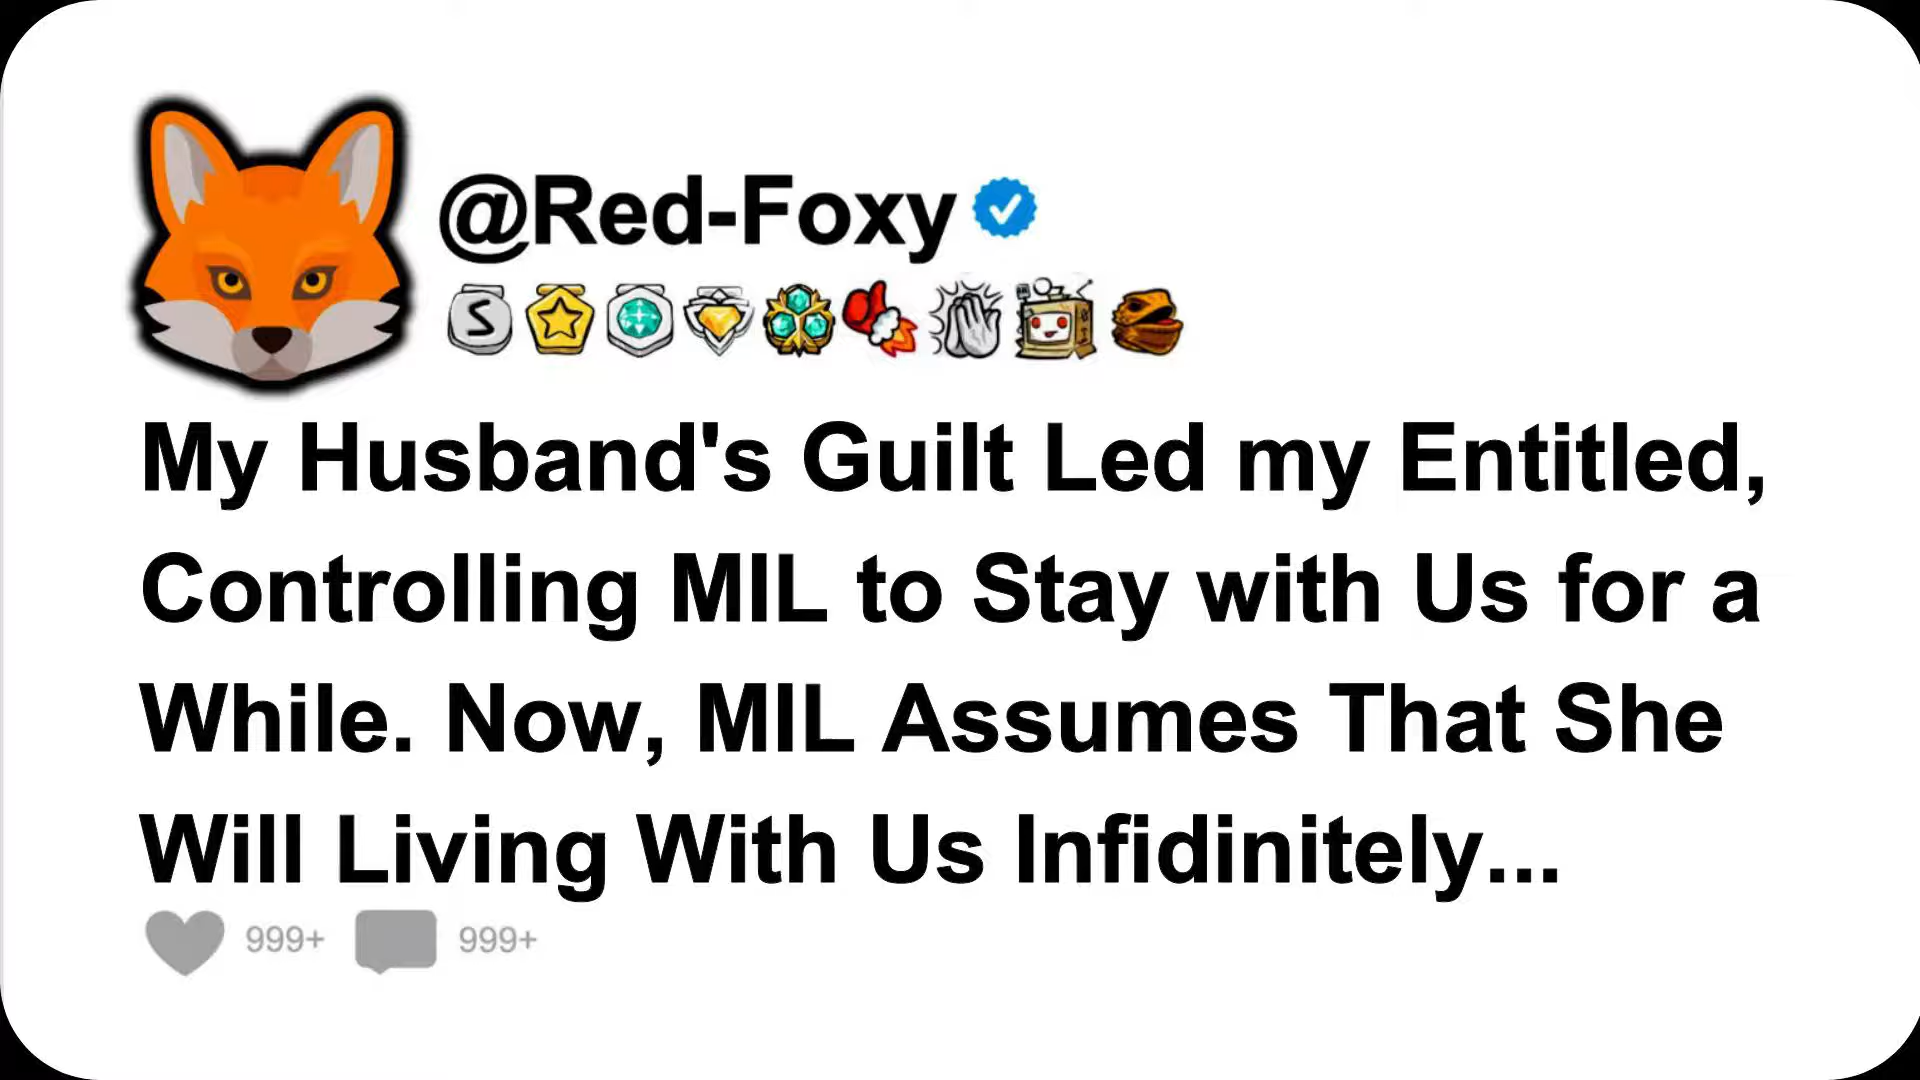 @Red-Foxy
S
My Husband's Guilt Led my Entitled,
Controlling MIL to Stay with Us for a
While. Now, MIL Assumes That She
Will Living With Us Infidinitely...
999+ 999+